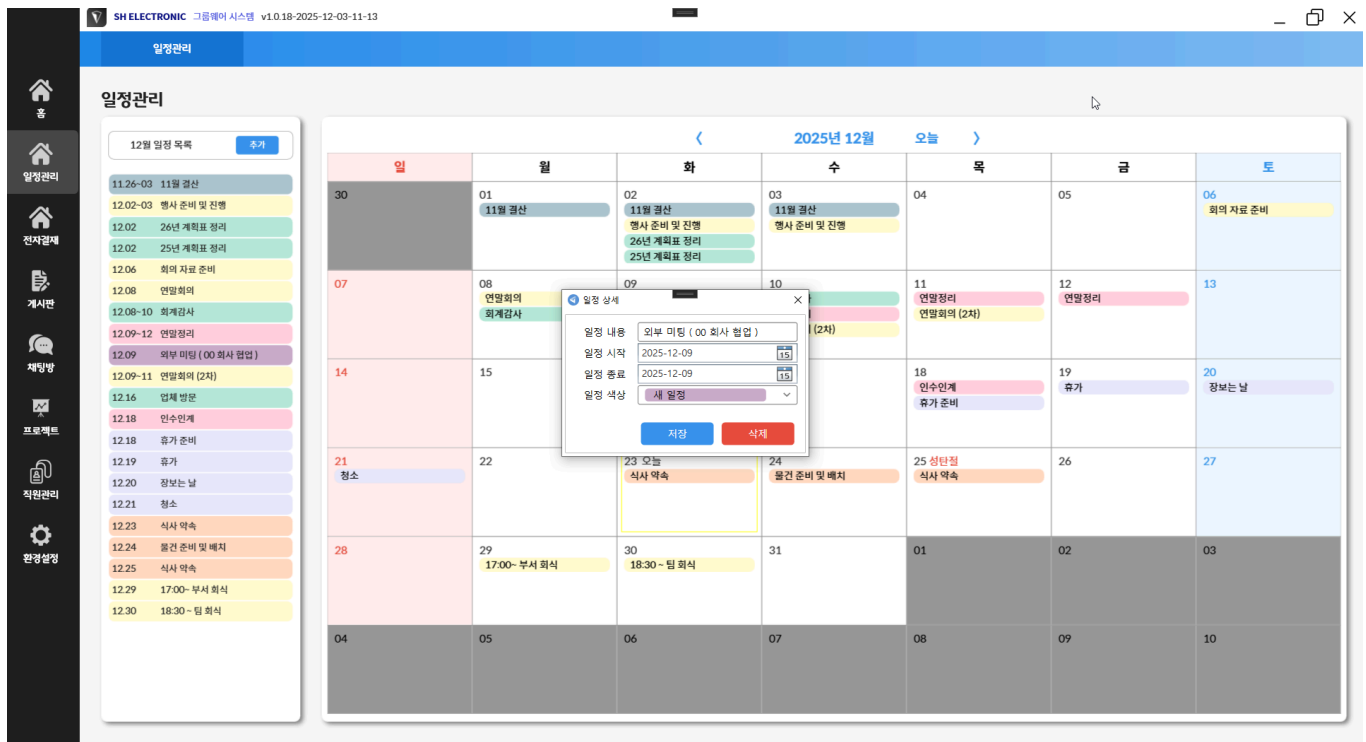 SH ELECTRONIC 그룹웨어 시스템 v1.0.18-2025-12-03-11-13
일정관리
홈
일정관리
전자결재
게시판
채팅방
프로젝트
직원관리
환경설정
일정관리
12월 일정 목록 추가
11.26~03 11월 결산
12.02~03 행사 준비 및 진행
12.02 26년 계획표 정리
12.02 25년 계획표 정리
12.06 회의 자료 준비
12.08 연말회의
12.08~10 회계감사
12.09~12 연말정리
12.09 외부 미팅 ( 00 회사 협업 )
12.09~11 연말회의 (2차)
12.16 업체 방문
12.18 인수인계
12.18 휴가 준비
12.19 휴가
12.20 장보는 날
12.21 청소
12.23 식사 약속
12.24 물건 준비 및 배치
12.25 식사 약속
12.29 17:00~ 부서 회식
12.30 18:30 ~ 팀 회식
2025년 12월 오늘
일 월 화 수 목 금 토
30 01 02 03 04 05 06
11월 결산 11월 결산 11월 결산 회의 자료 준비
행사 준비 및 진행 행사 준비 및 진행
26년 계획표 정리
25년 계획표 정리
07 08 09 10 11 12 13
연말회의 연말정리 연말정리
회계감사 연말회의 (2차)
(2차)
일정 상세
일정 내용 외부 미팅 ( 00 회사 협업 )
일정 시작 2025-12-09 15
일정 종료 2025-12-09 15
일정 색상 새 일정
저장 삭제
14 15 18 19 20
인수인계 휴가 장보는 날
휴가 준비
21 22 23 오늘 24 25 성탄절 26 27
청소 식사 약속 물건 준비 및 배치 식사 약속
28 29 30 31 01 02 03
17:00~ 부서 회식 18:30 ~ 팀 회식
04 05 06 07 08 09 10